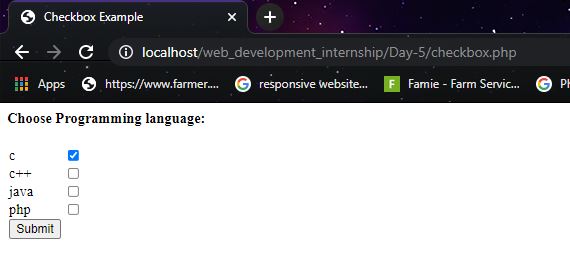 Checkbox Example
localhost/web_development_internship/Day-5/checkbox.php
Apps https://www.farmer.... responsive website... Famie - Farm Servic... Ph
Choose Programming language:
c
c++
java
php
Submit